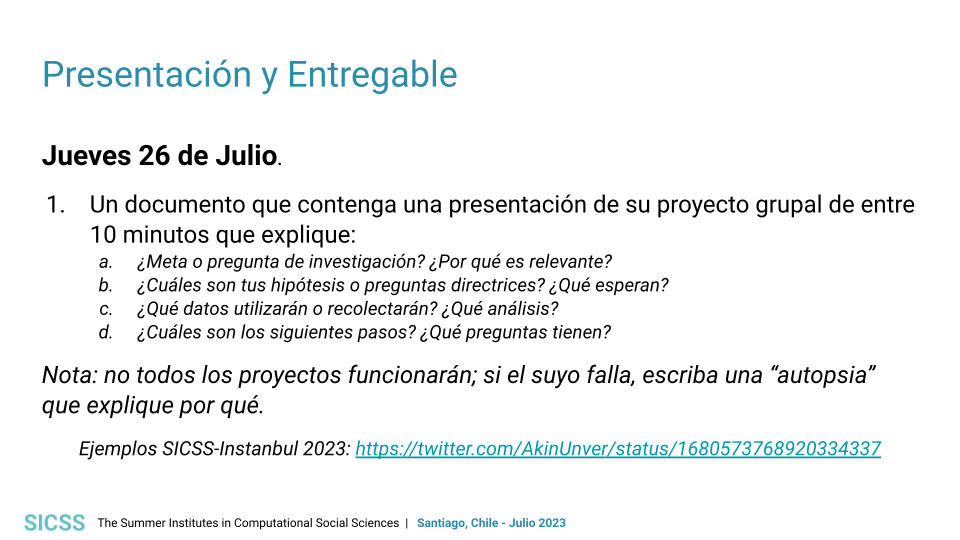 Presentación y Entregable
Jueves 26 de Julio.
1. Un documento que contenga una presentación de su proyecto grupal de entre
10 minutos que explique:
a. ¿Meta o pregunta de investigación? ¿Por qué es relevante?
b. ¿Cuáles son tus hipótesis o preguntas directrices? ¿Qué esperan?
c. ¿Qué datos utilizarán o recolectarán? ¿Qué análisis?
d. ¿Cuáles son los siguientes pasos? ¿Qué preguntas tienen?
Nota: no todos los proyectos funcionarán; si el suyo falla, escriba una “autopsia”
que explique por qué.
Ejemplos SICSS-Instanbul 2023: https://twitter.com/AkinUnver/status/1680573768920334337
SICSS The Summer Institutes in Computational Social Sciences | Santiago, Chile - Julio 2023